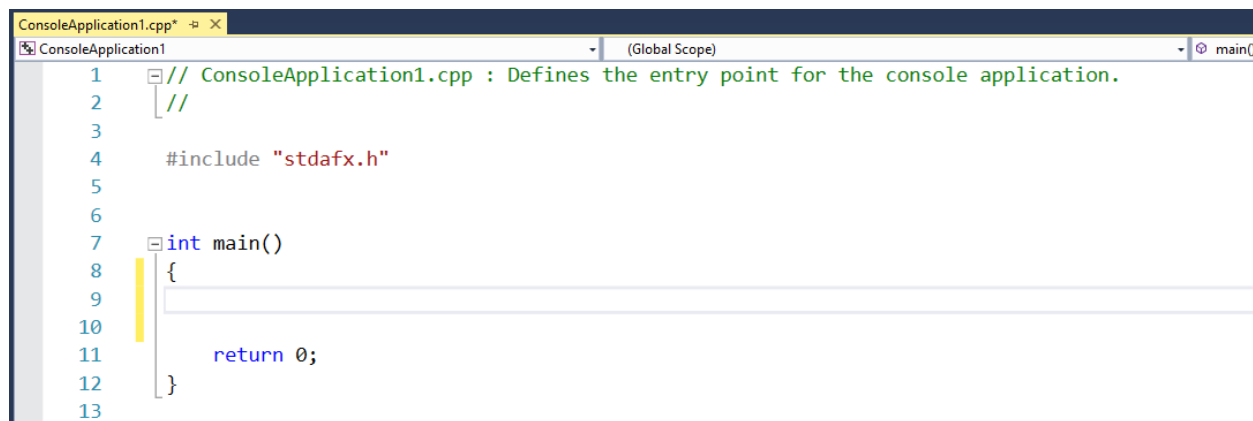 ConsoleApplication1.cpp*
ConsoleApplication1 (Global Scope) main()
1 // ConsoleApplication1.cpp : Defines the entry point for the console application.
2 //
3
4 #include "stdafx.h"
5
6
7 int main()
8 {
9
10
11 return 0;
12 }
13